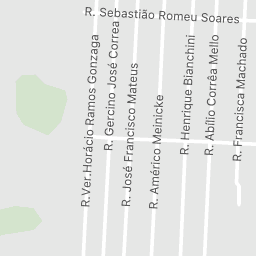 R. Sebastião Romeu Soares
R.Ver.Horácio Ramos Gonzaga
R. Gercino José Correa
R. José Francisco Mateus
R. Américo Meinicke
R. Henrique Bianchini
R. Abílio Corrêa Mello
R. Francisca Machado